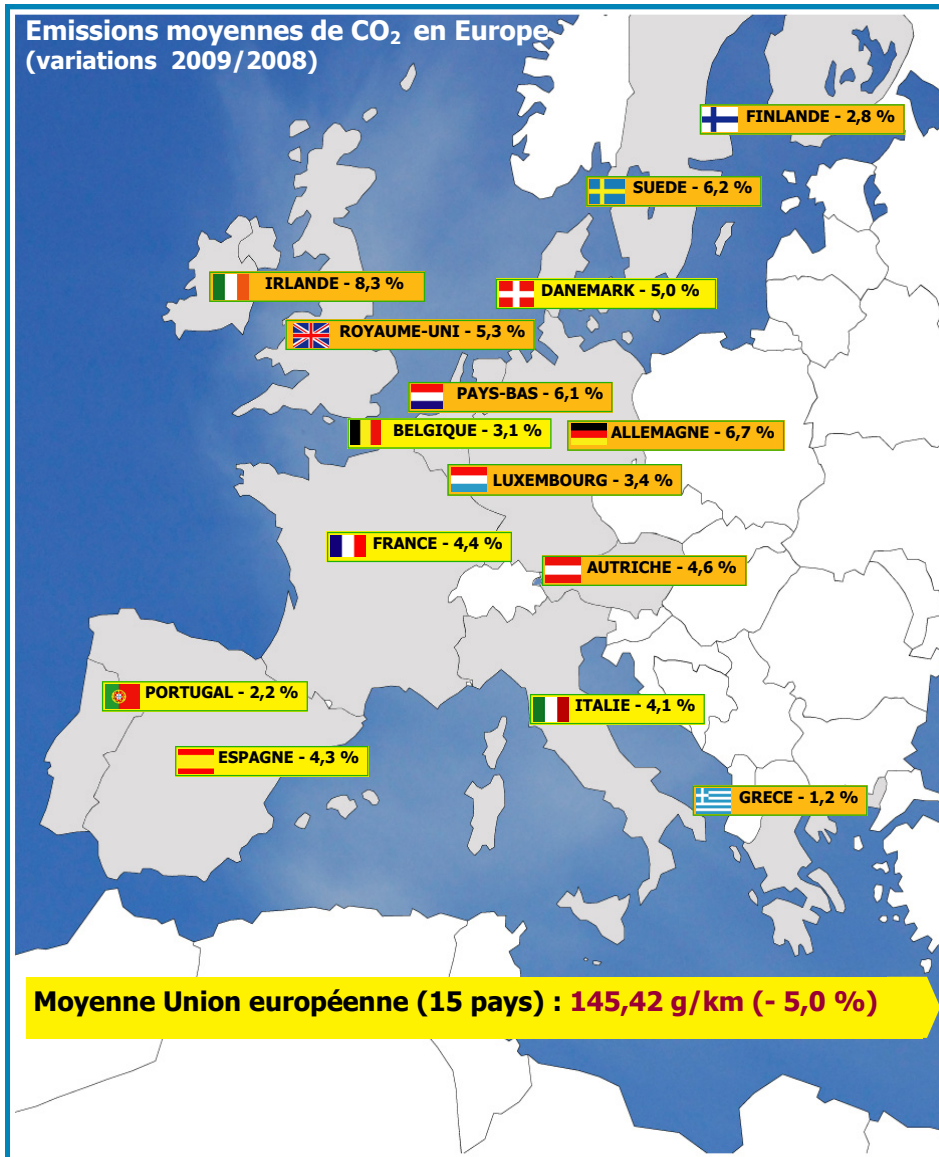 Emissions moyennes de CO₂ en Europe
(variations 2009/2008)
FINLANDE - 2,8 %
SUEDE - 6,2 %
IRLANDE - 8,3 %
DANEMARK - 5,0 %
ROYAUME-UNI - 5,3 %
PAYS-BAS - 6,1 %
BELGIQUE - 3,1 %
ALLEMAGNE - 6,7 %
LUXEMBOURG - 3,4 %
FRANCE - 4,4 %
AUTRICHE - 4,6 %
PORTUGAL - 2,2 %
ITALIE - 4,1 %
ESPAGNE - 4,3 %
GRECE - 1,2 %
Moyenne Union européenne (15 pays) : 145,42 g/km (- 5,0 %)